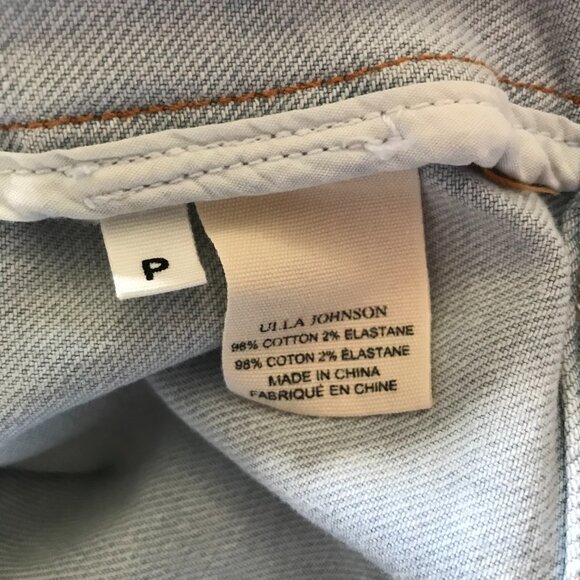 P
ULLA JOHNSON
98% COTTON 2% ELASTANE
98% COTON 2% ÉLASTANE
MADE IN CHINA
FABRIQUÉ EN CHINE